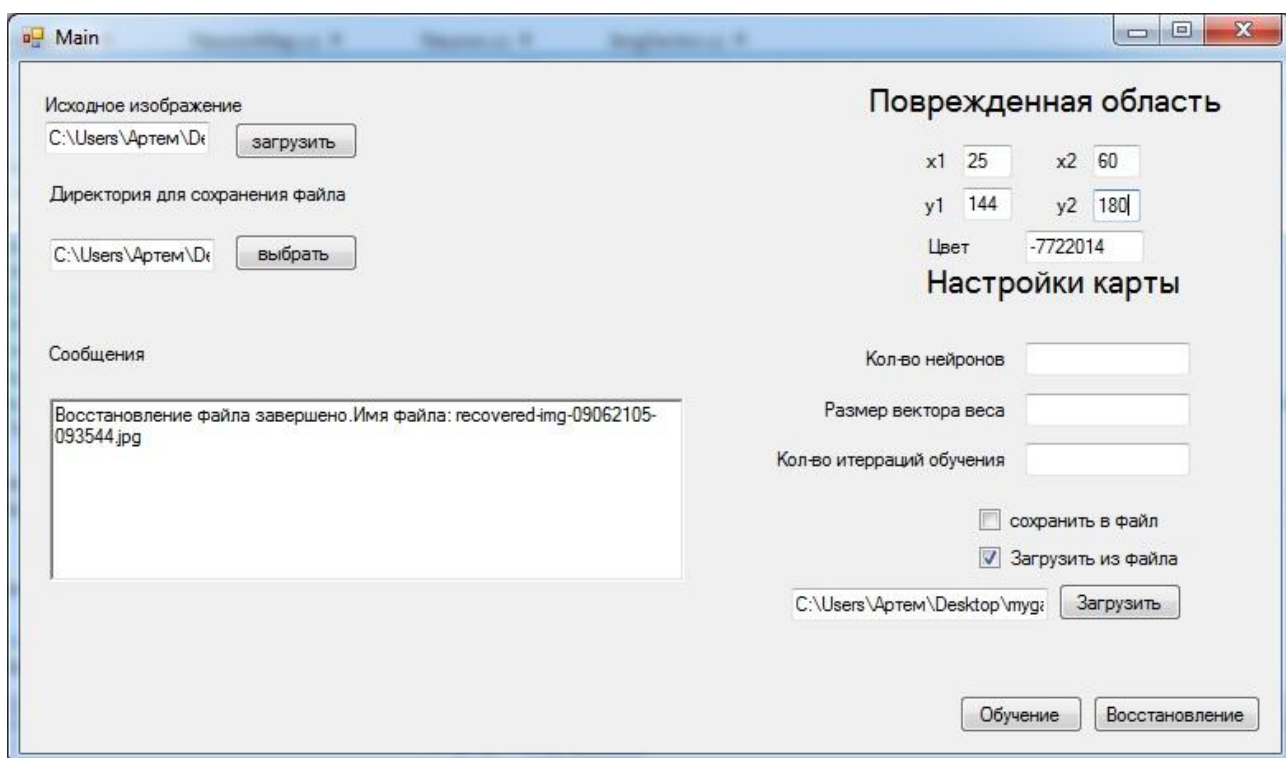 Main
Исходное изображение
C:\Users\Артем\De
загрузить
Директория для сохранения файла
C:\Users\Артем\De
выбрать
Сообщения
Восстановление файла завершено.Имя файла: recovered-img-09062105-
093544.jpg
Поврежденная область
x1 25 x2 60
y1 144 y2 180
Цвет -7722014
Настройки карты
Кол-во нейронов
Размер вектора веса
Кол-во итерраций обучения
сохранить в файл
Загрузить из файла
C:\Users\Артем\Desktop\myga
Загрузить
Обучение Восстановление